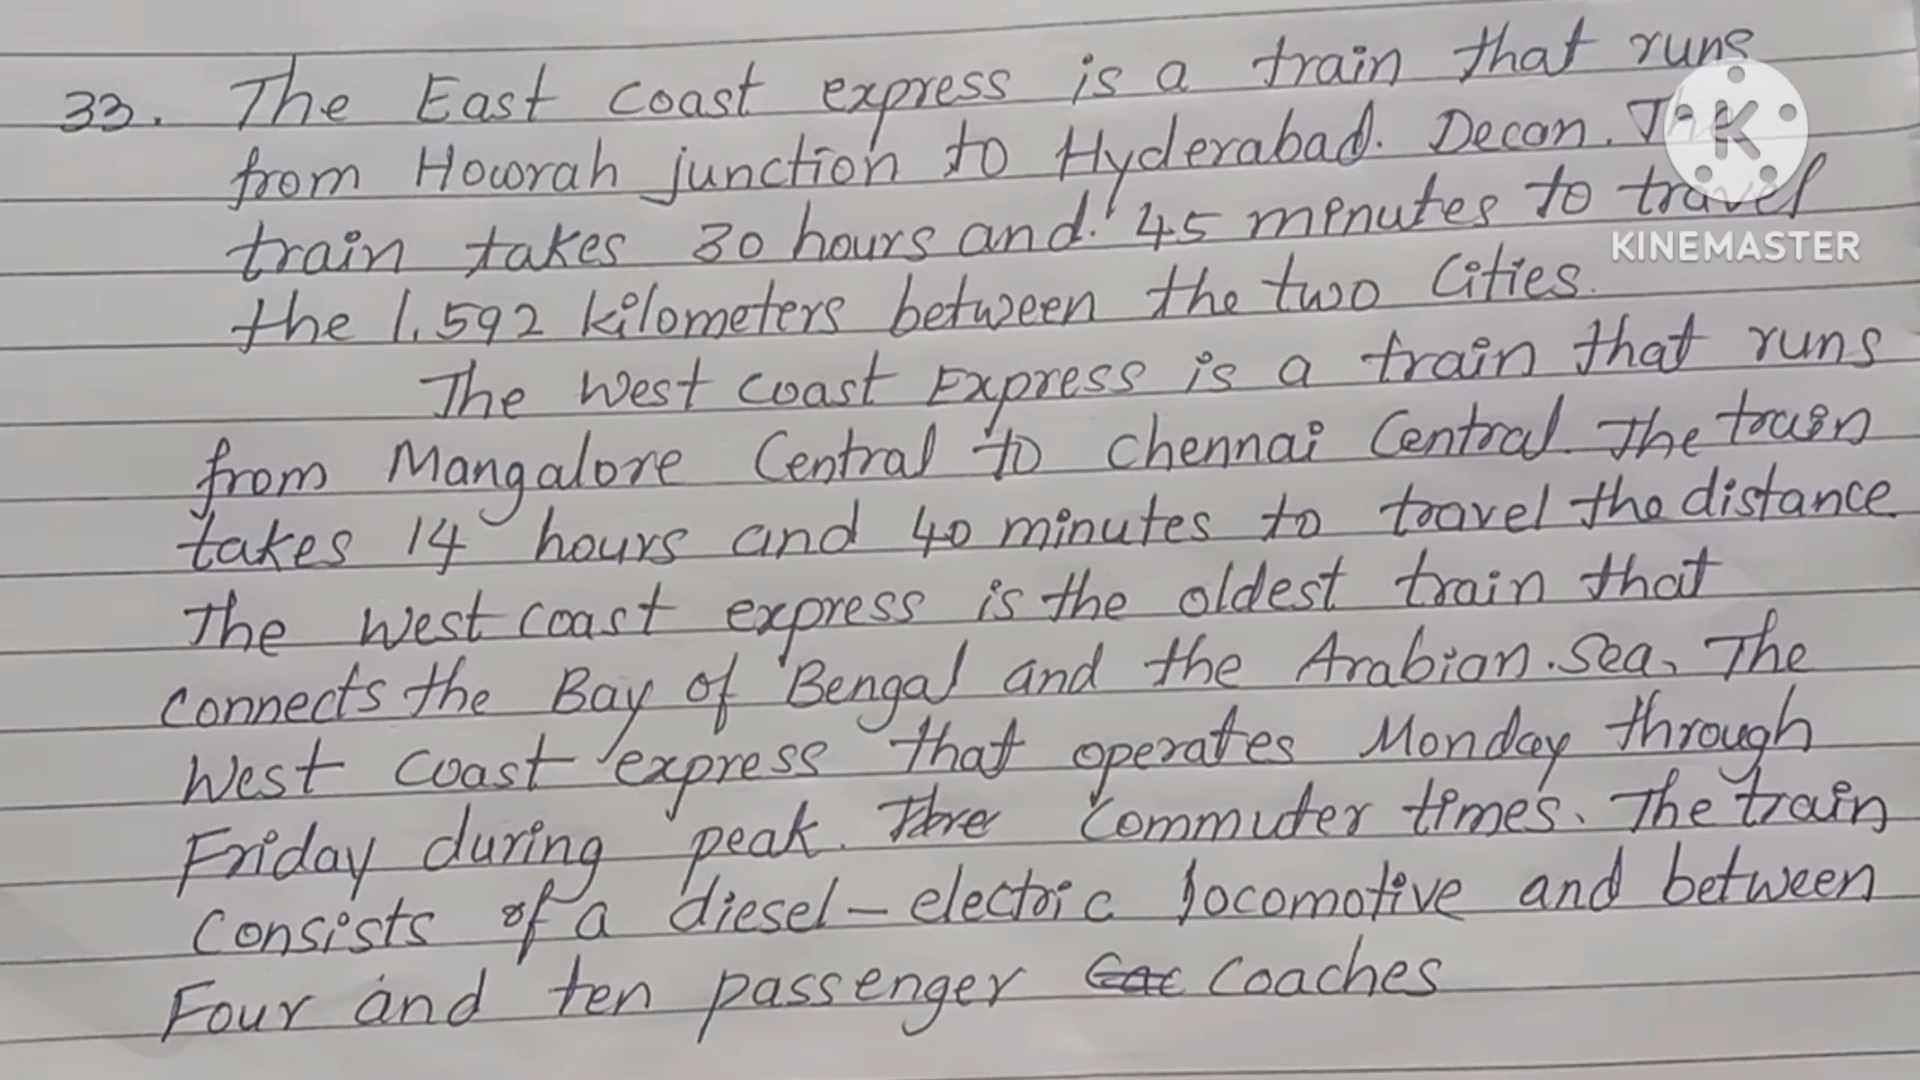 33. The East coast express is a train that runs
from Howrah junction to Hyderabad. Decan. The
train takes 30 hours and 45 minutes to travel
the 1.592 kilometers between the two Cities.
The West Coast Express is a train that runs
from Mangalore Central to Chennai Central. The train
takes 14 hours and 40 minutes to travel the distance
The West coast express is the oldest train that
connects the Bay of Bengal and the Arabian. Sea. The
West Coast express that operates Monday through
Friday during peak. Commuter times. The train
Consists of a diesel - electric locomotive and between
Four and ten passenger Coaches
K
KINEMASTER